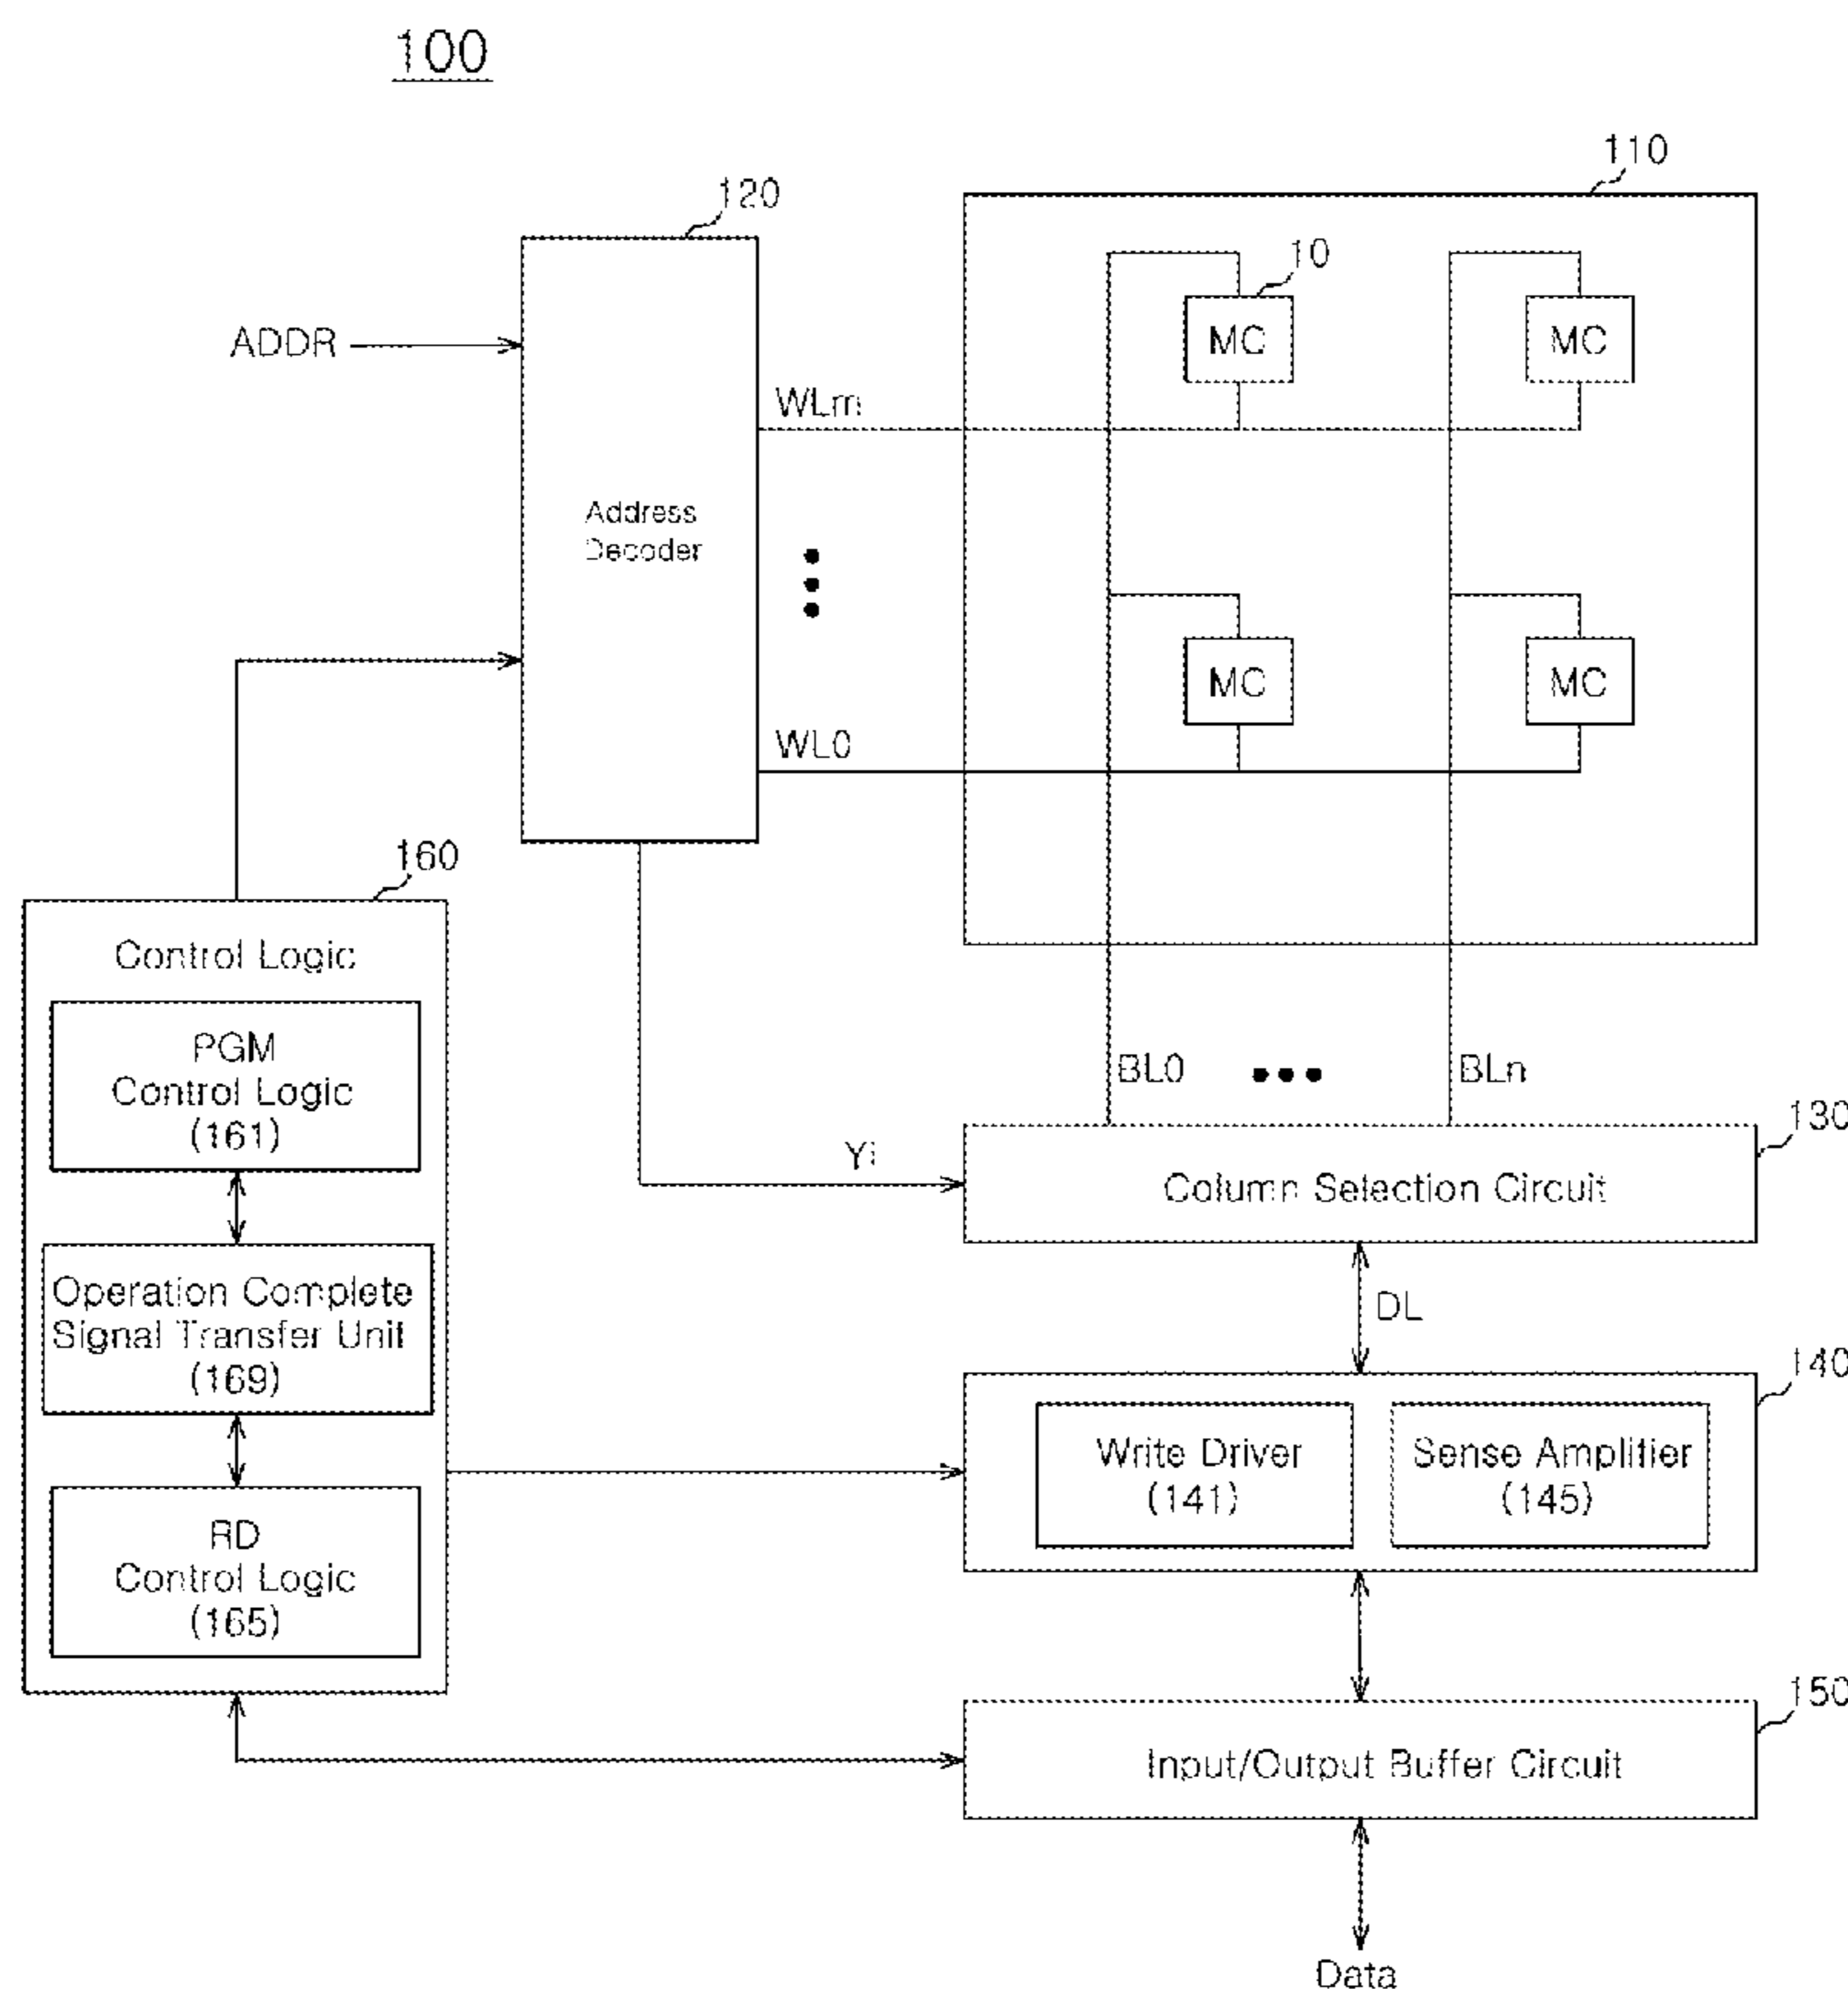 100
110
120
10
ADDR
MC
MC
WLm
Address
Decoder
MC
MC
WL0
160
Control Logic
PGM
Control Logic
(161)
BL0
BLn
130
Yi
Column Selection Circuit
Operation Complete
Signal Transfer Unit
(169)
DL
140
Write Driver
(141)
Sense Amplifier
(145)
RD
Control Logic
(165)
150
Input/Output Buffer Circuit
Data